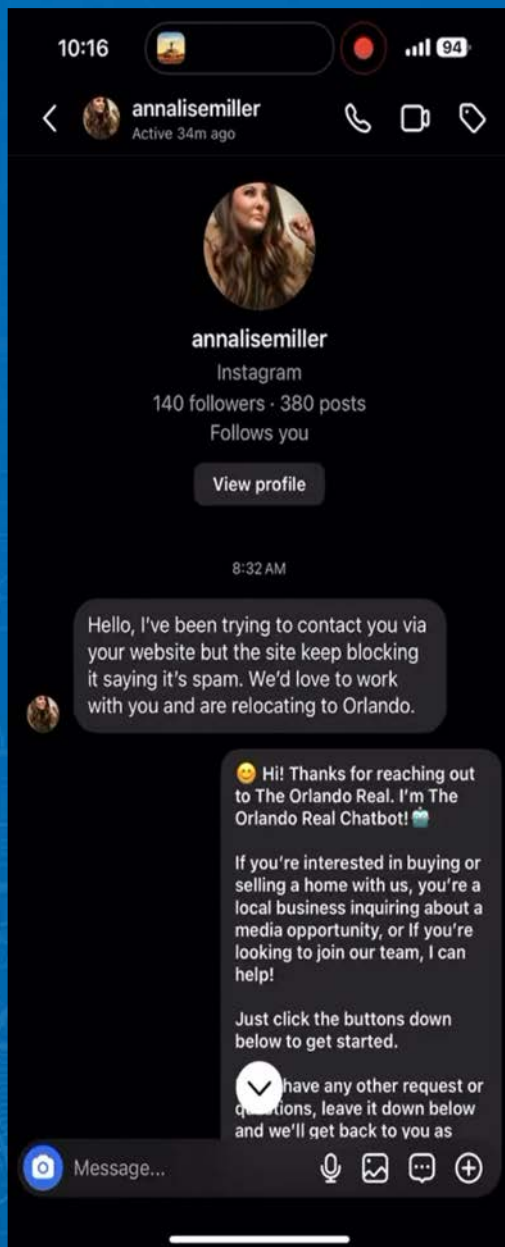 10:16
94
annalisemiller
Active 34m ago
annalisemiller
Instagram
140 followers · 380 posts
Follows you
View profile
8:32 AM
Hello, I've been trying to contact you via
your website but the site keep blocking
it saying it's spam. We'd love to work
with you and are relocating to Orlando.
😊 Hi! Thanks for reaching out
to The Orlando Real. I'm The
Orlando Real Chatbot!🤖
If you're interested in buying or
selling a home with us, you're a
local business inquiring about a
media opportunity, or If you're
looking to join our team, I can
help!
Just click the buttons down
below to get started.
have any other request or
leave it down below
and we'll get back to you as
Message...